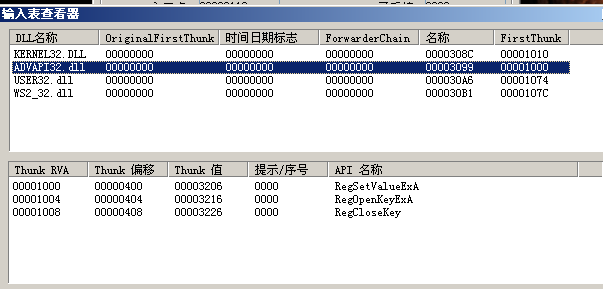 输入表查看器
DLL名称 OriginalFirstThunk 时间日期标志 ForwarderChain 名称 FirstThunk
KERNEL32.DLL 00000000 00000000 00000000 0000308C 00001010
ADVAPI32.dll 00000000 00000000 00000000 00003099 00001000
USER32.dll 00000000 00000000 00000000 000030A6 00001074
WS2_32.dll 00000000 00000000 00000000 000030B1 0000107C
Thunk RVA Thunk 偏移 Thunk 值 提示/序号 API 名称
00001000 00000400 00003206 0000 RegSetValueExA
00001004 00000404 00003216 0000 RegOpenKeyExA
00001008 00000408 00003226 0000 RegCloseKey